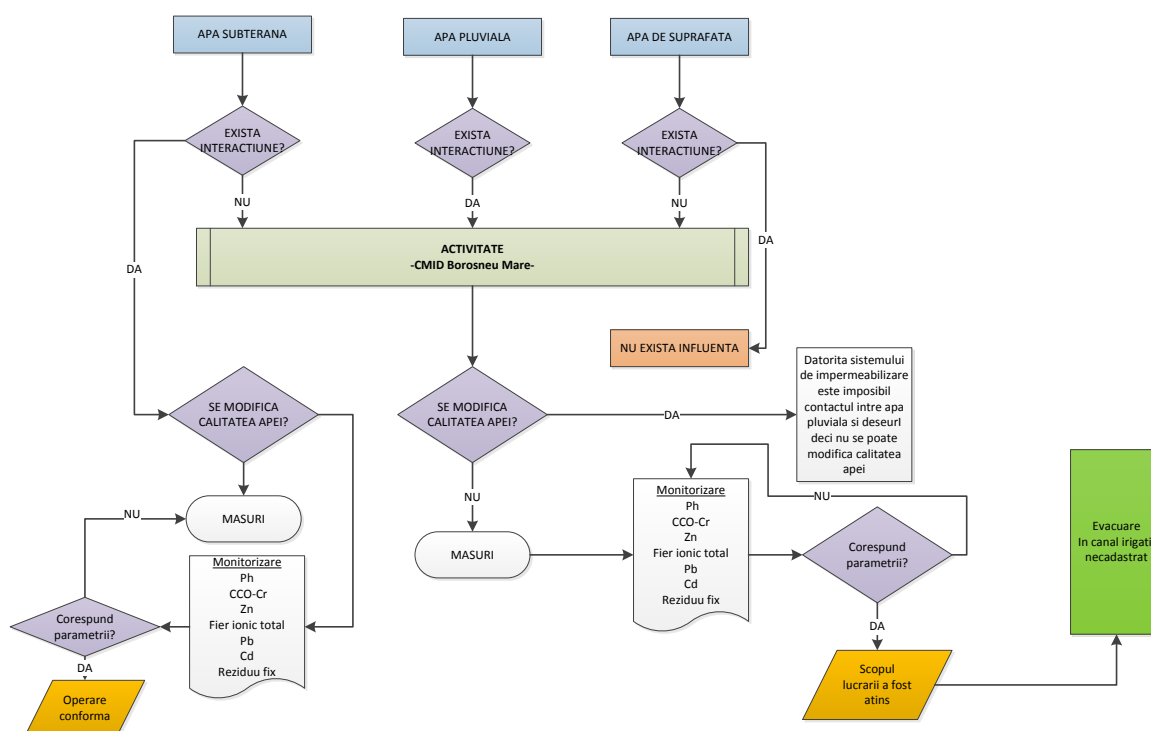 APA SUBTERANA
APA PLUVIALA
APA DE SUPRAFATA
EXISTA
INTERACTIUNE?
EXISTA
INTERACTIUNE?
EXISTA
INTERACTIUNE?
NU
DA
NU
DA
DA
ACTIVITATE
-CMID Borosneu Mare-
NU EXISTA INFLUENTA
Datorita sistemului
de impermeabilizare
este imposibil
contactul intre apa
pluviala si deseurI
deci nu se poate
modifica calitatea
apei
SE MODIFICA
CALITATEA APEI?
SE MODIFICA
CALITATEA APEI?
DA
NU
NU
NU
MASURI
MASURI
Monitorizare
Ph
CCO-Cr
Zn
Fier ionic total
Pb
Cd
Reziduu fix
Corespund
parametrii?
Evacuare
In canal irigatii
necadastrat
Monitorizare
Ph
CCO-Cr
Zn
Fier ionic total
Pb
Cd
Reziduu fix
Corespund
parametrii?
DA
DA
Operare
conforma
Scopul
lucrarii a fost
atins